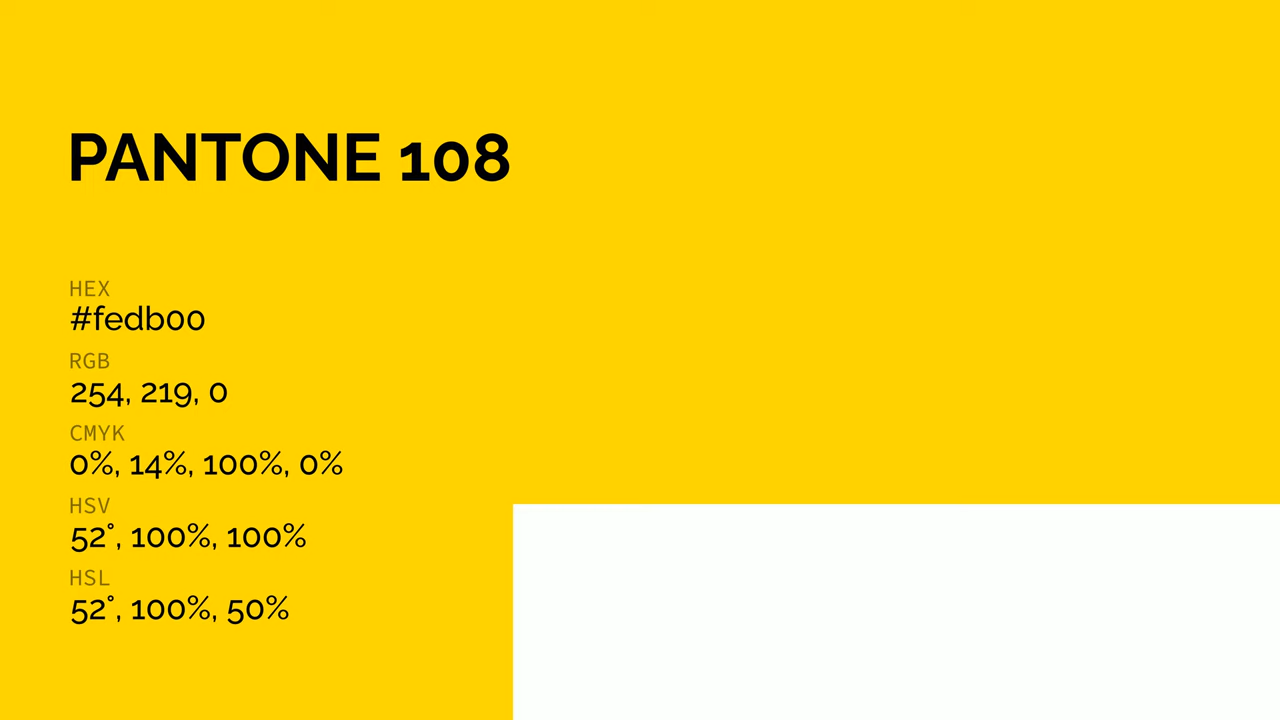 PANTONE 108
HEX
#fedb00
RGB
254, 219, 0
CMYK
0%, 14%, 100%, 0%
HSV
52°, 100%, 100%
HSL
52°, 100%, 50%